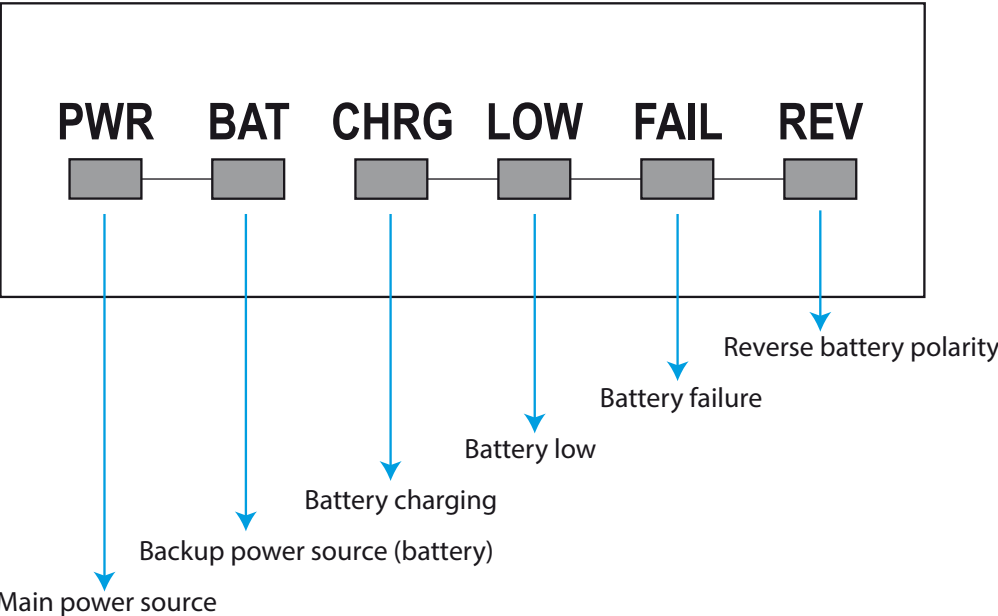 PWR BAT CHRG LOW FAIL REV
Reverse battery polarity
Battery failure
Battery low
Battery charging
Backup power source (battery)
Main power source